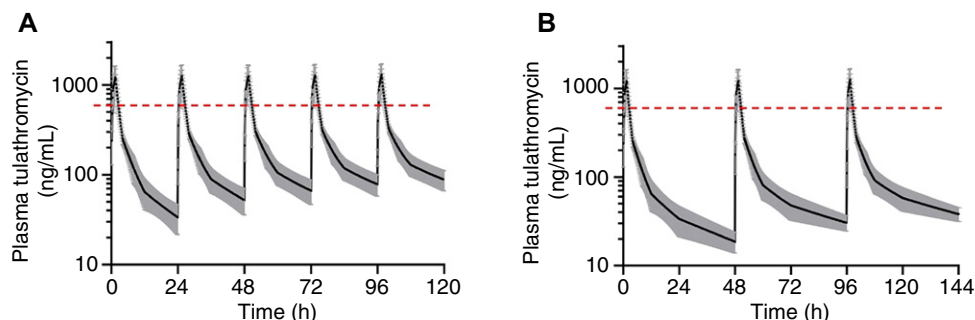 A
Plasma tulathromycin
(ng/mL)
1000
100
10
0 24 48 72 96 120
Time (h)
B
Plasma tulathromycin
(ng/mL)
1000
100
10
0 24 48 72 96 120 144
Time (h)